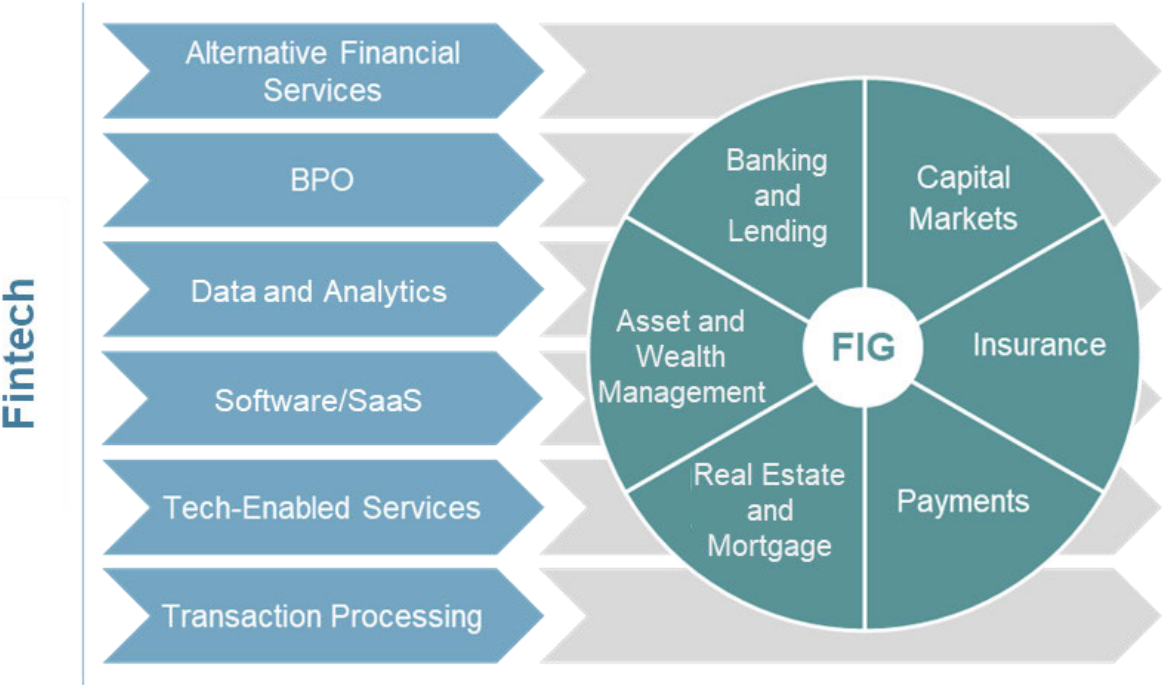 Fintech
Alternative Financial
Services
BPO
Data and Analytics
Software/SaaS
Tech-Enabled Services
Transaction Processing
Banking
and
Lending
Capital
Markets
Asset and
Wealth
Management
FIG
Insurance
Real Estate
and
Mortgage
Payments